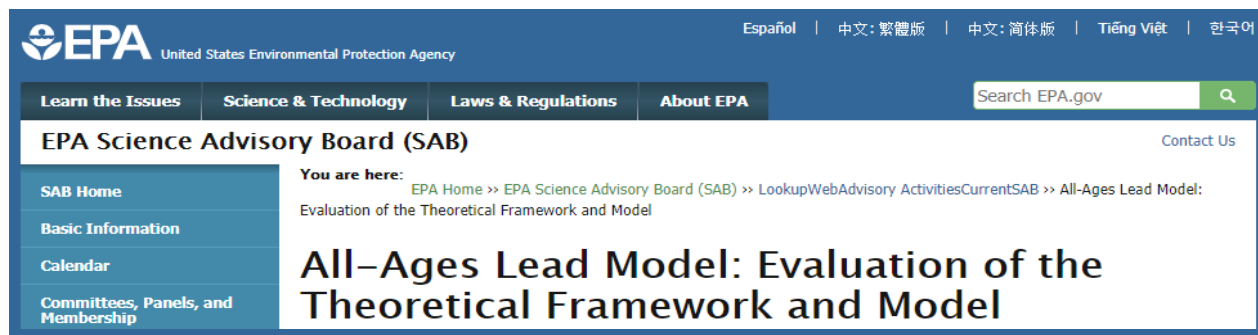 Español | 中文: 繁體版 | 中文: 简体版 | Tiếng Việt | 한국어
EPA United States Environmental Protection Agency
Learn the Issues Science & Technology Laws & Regulations About EPA Search EPA.gov
EPA Science Advisory Board (SAB) Contact Us
SAB Home
Basic Information
Calendar
Committees, Panels, and
Membership
You are here:
EPA Home ›› EPA Science Advisory Board (SAB) ›› LookupWebAdvisory ActivitiesCurrentSAB ›› All-Ages Lead Model:
Evaluation of the Theoretical Framework and Model
All-Ages Lead Model: Evaluation of the
Theoretical Framework and Model